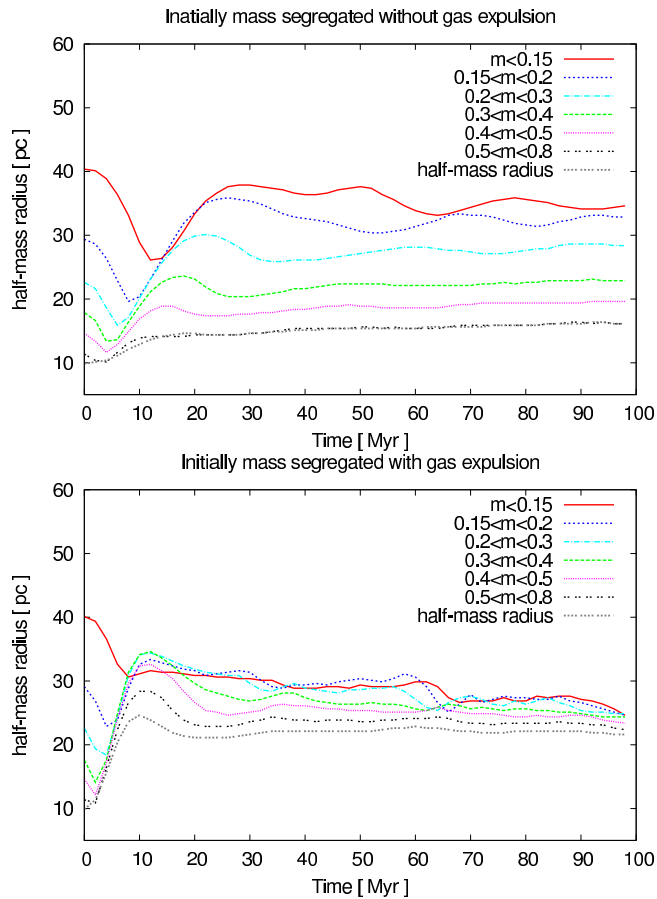 Inatially mass segregated without gas expulsion
60
50
40
30
20
10
half-mass radius [ pc ]
m<0.15
0.15<m<0.2
0.2<m<0.3
0.3<m<0.4
0.4<m<0.5
0.5<m<0.8
half-mass radius
0 10 20 30 40 50 60 70 80 90 100
Time [ Myr ]
Initially mass segregated with gas expulsion
60
50
40
30
20
10
half-mass radius [ pc ]
m<0.15
0.15<m<0.2
0.2<m<0.3
0.3<m<0.4
0.4<m<0.5
0.5<m<0.8
half-mass radius
0 10 20 30 40 50 60 70 80 90 100
Time [ Myr ]